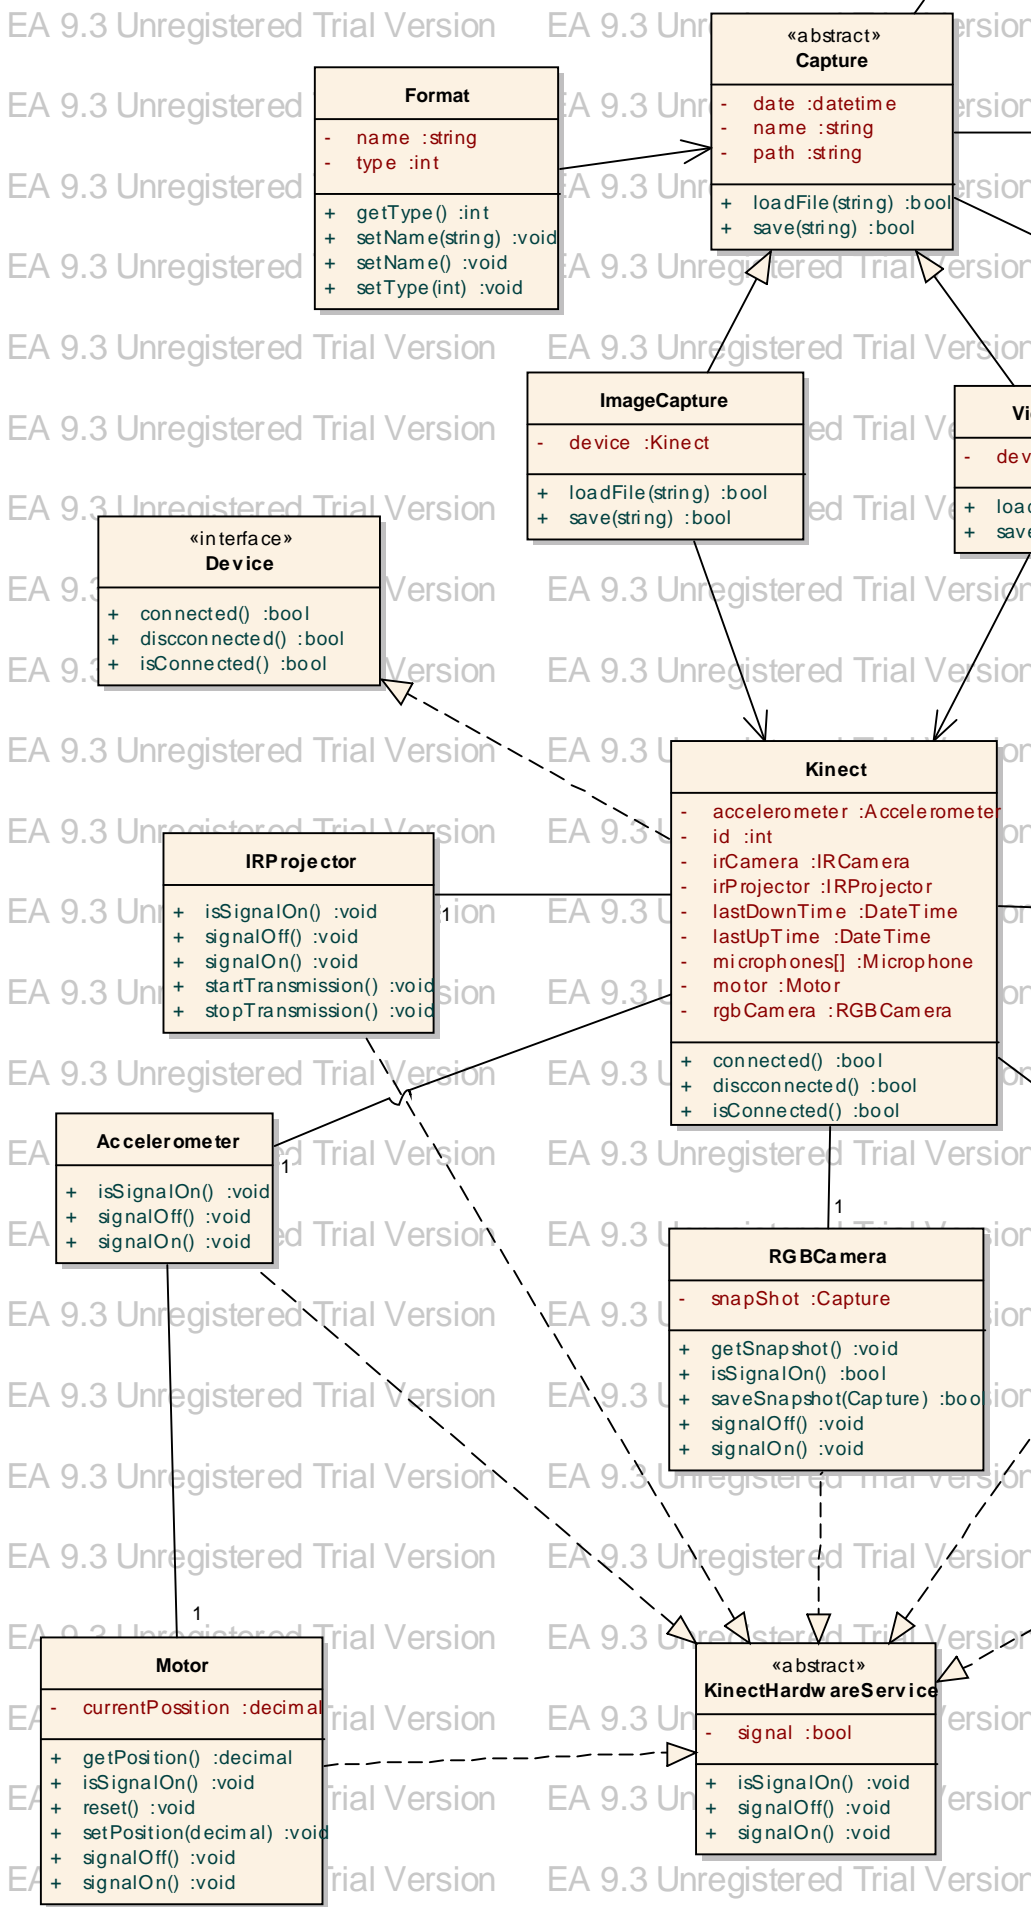 «abstract»
Capture
- date :datetime
- name :string
- path :string
+ loadFile(string) :bool
+ save(string) :bool
Format
- name :string
- type :int
+ getType() :int
+ setName(string) :void
+ setName() :void
+ setType(int) :void
ImageCapture
- device :Kinect
+ loadFile(string) :bool
+ save(string) :bool
«interface»
Device
+ connected() :bool
+ discconnected() :bool
+ isConnected() :bool
Kinect
- accelerometer :Accelerometer
- id :int
- irCamera :IRCamera
- irProjector :IRProjector
- lastDownTime :DateTime
- lastUpTime :DateTime
- microphones[] :Microphone
- motor :Motor
- rgbCamera :RGBCamera
+ connected() :bool
+ discconnected() :bool
+ isConnected() :bool
IRProjector
+ isSignalOn() :void
+ signalOff() :void
+ signalOn() :void
+ startTransmission() :void
+ stopTransmission() :void
1
Accelerometer
+ isSignalOn() :void
+ signalOff() :void
+ signalOn() :void
1
1
RGBCamera
- snapShot :Capture
+ getSnapshot() :void
+ isSignalOn() :bool
+ saveSnapshot(Capture) :bool
+ signalOff() :void
+ signalOn() :void
1
Motor
- currentPossition :decimal
+ getPosition() :decimal
+ isSignalOn() :void
+ reset() :void
+ setPosition(decimal) :void
+ signalOff() :void
+ signalOn() :void
«abstract»
KinectHardwareService
- signal :bool
+ isSignalOn() :void
+ signalOff() :void
+ signalOn() :void
EA 9.3 Unregistered Trial Version